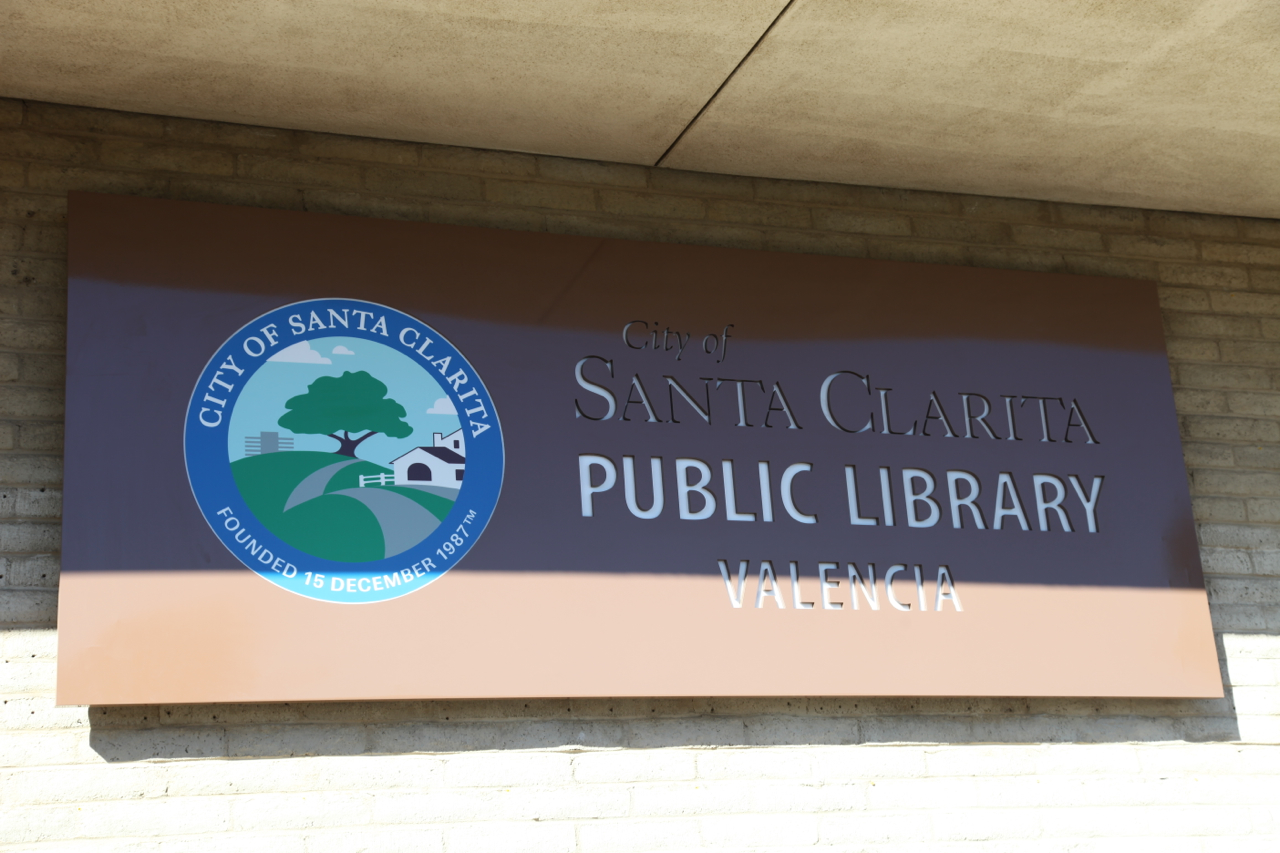 CITY OF SANTA CLARITA
FOUNDED 15 DECEMBER 1987™
City of
SANTA CLARITA
PUBLIC LIBRARY
VALENCIA